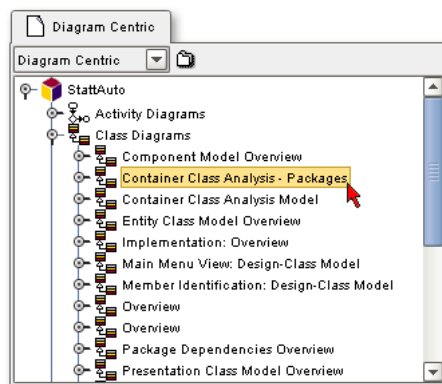 Diagram Centric
Diagram Centric
StattAuto
Activity Diagrams
Class Diagrams
Component Model Overview
Container Class Analysis - Packages
Container Class Analysis Model
Entity Class Model Overview
Implementation: Overview
Main Menu View: Design-Class Model
Member Identification: Design-Class Model
Overview
Overview
Package Dependencies Overview
Presentation Class Model Overview